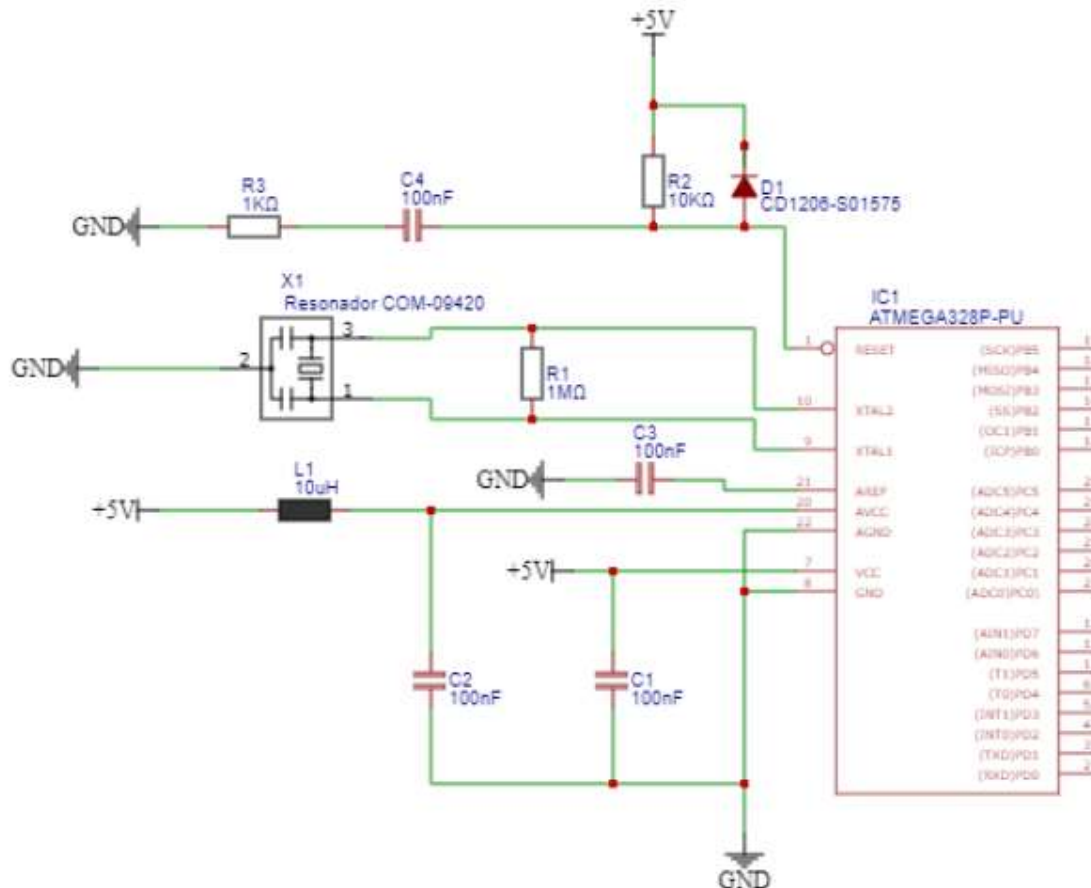 +5V
R3
1KΩ
C4
100nF
R2
10KΩ
D1
CD1206-S01575
GND
X1
Resonador COM-09420
3
2
1
GND
R1
1MΩ
IC1
ATMEGA328P-PU
1
RESET
10
XTAL2
9
XTAL1
21
AREF
20
AVCC
22
AGND
7
VCC
8
GND
(SCK)PB5
(MISO)PB4
(MOSI)PB3
(SS)PB2
(OC1)PB1
(ICP)PB0
(ADC5)PC5
(ADC4)PC4
(ADC3)PC3
(ADC2)PC2
(ADC1)PC1
(ADC0)PC0
(AIN1)PD7
(AIN0)PD6
(T1)PD5
(T0)PD4
(INT1)PD3
(INT0)PD2
(TXD)PD1
(RXD)PD0
C3
100nF
GND
L1
10uH
+5V
+5V
C2
100nF
C1
100nF
GND